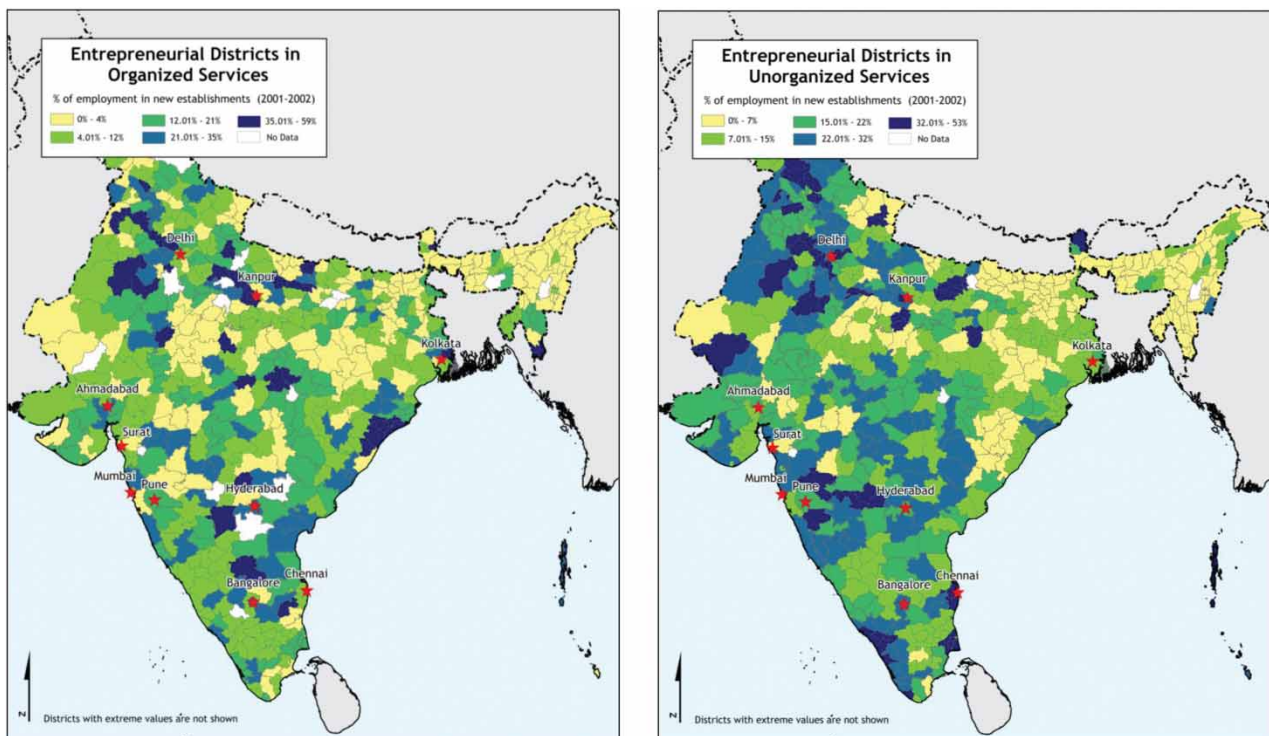 Entrepreneurial Districts in
Organized Services
% of employment in new establishments (2001-2002)
0% - 4%
12.01% - 21%
35.01% - 59%
4.01% - 12%
21.01% - 35%
No Data
Delhi
Kanpur
Kolkata
Ahmadabad
Surat
Mumbai
Pune
Hyderabad
Bangalore
Chennai
N
Districts with extreme values are not shown
Entrepreneurial Districts in
Unorganized Services
% of employment in new establishments (2001-2002)
0% - 7%
15.01% - 22%
32.01% - 53%
7.01% - 15%
22.01% - 32%
No Data
Delhi
Kanpur
Kolkata
Ahmadabad
Surat
Mumbai
Pune
Hyderabad
Bangalore
Chennai
N
Districts with extreme values are not shown